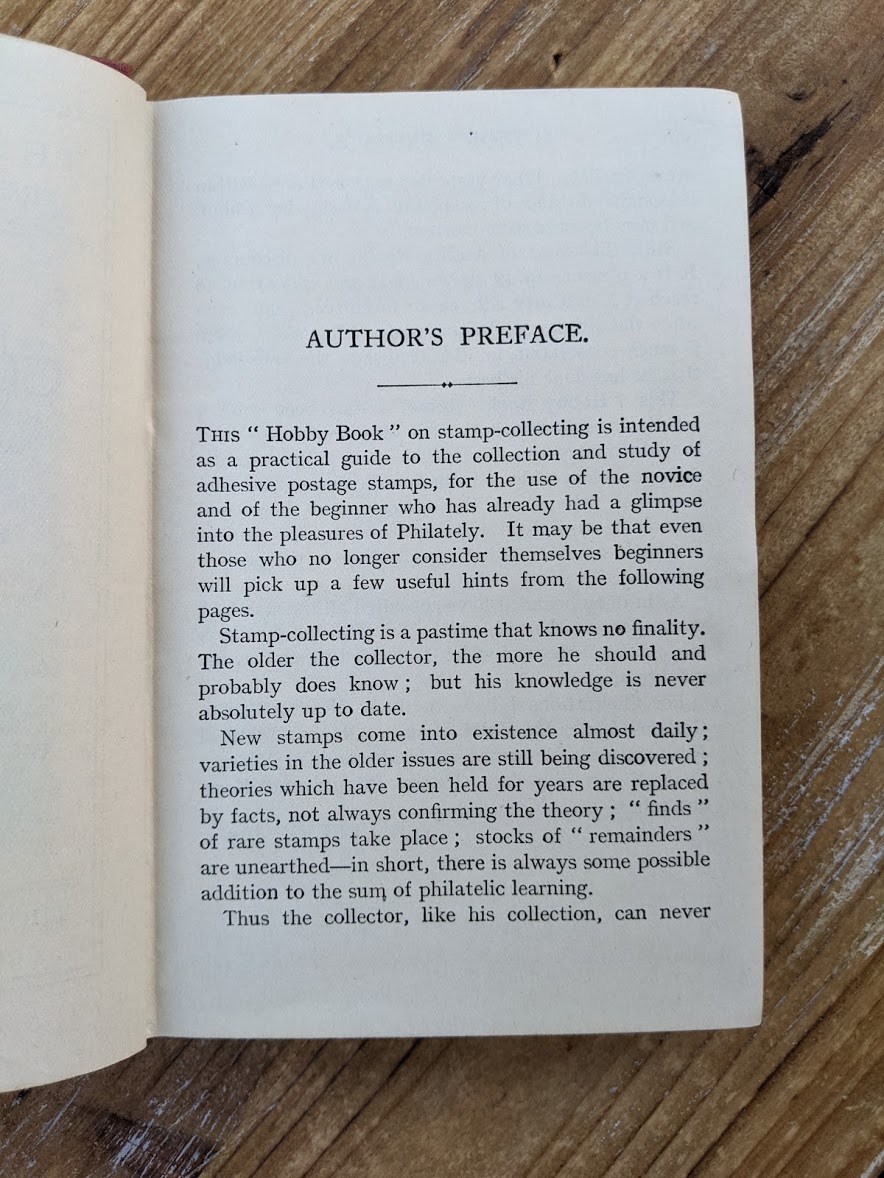 AUTHOR'S PREFACE.
THIS " Hobby Book " on stamp-collecting is intended
as a practical guide to the collection and study of
adhesive postage stamps, for the use of the novice
and of the beginner who has already had a glimpse
into the pleasures of Philately. It may be that even
those who no longer consider themselves beginners
will pick up a few useful hints from the following
pages.
Stamp-collecting is a pastime that knows no finality.
The older the collector, the more he should and
probably does know ; but his knowledge is never
absolutely up to date.
New stamps come into existence almost daily ;
varieties in the older issues are still being discovered ;
theories which have been held for years are replaced
by facts, not always confirming the theory ; " finds "
of rare stamps take place ; stocks of " remainders "
are unearthed—in short, there is always some possible
addition to the sum of philatelic learning.
Thus the collector, like his collection, can never